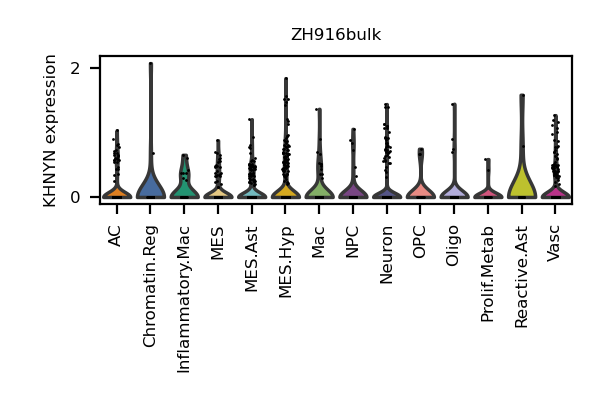 ZH916bulk
KHNYN expression
2
0
AC
Chromatin.Reg
Inflammatory.Mac
MES
MES.Ast
MES.Hyp
Mac
NPC
Neuron
OPC
Oligo
Prolif.Metab
Reactive.Ast
Vasc